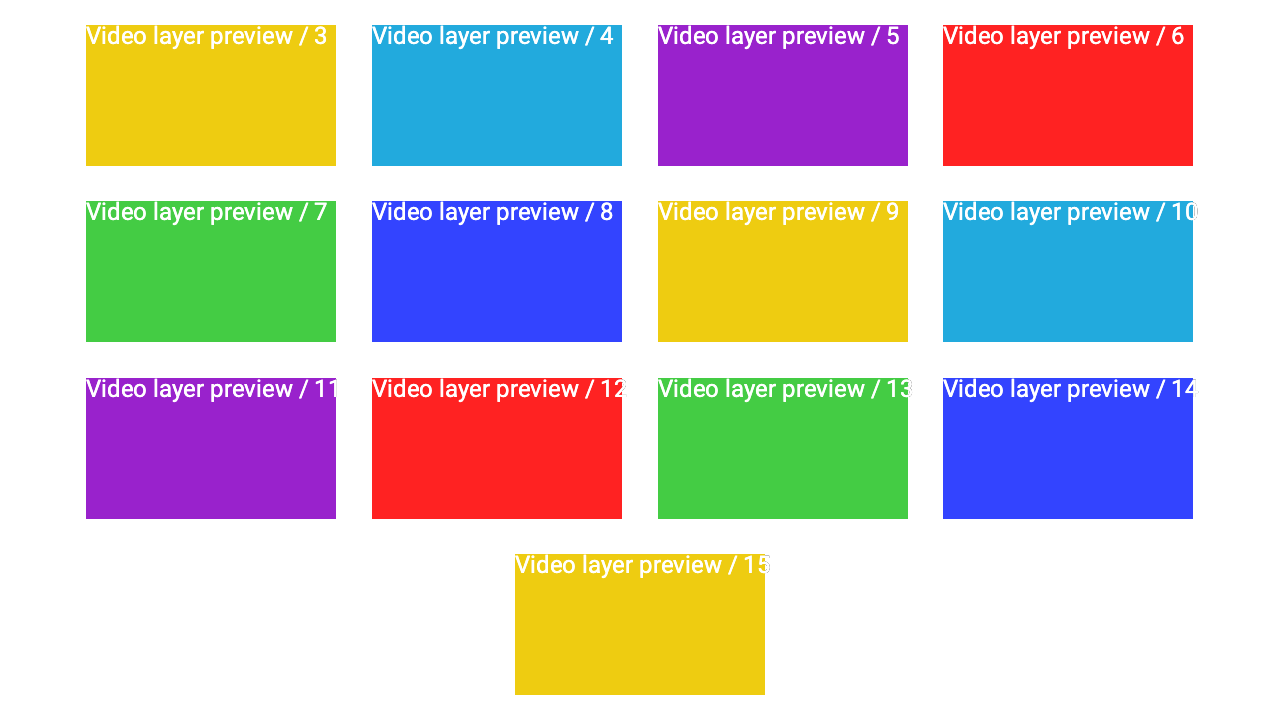 Video layer preview / 3
Video layer preview / 4
Video layer preview / 5
Video layer preview / 6
Video layer preview / 7
Video layer preview / 8
Video layer preview / 9
Video layer preview / 10
Video layer preview / 11
Video layer preview / 12
Video layer preview / 13
Video layer preview / 14
Video layer preview / 15